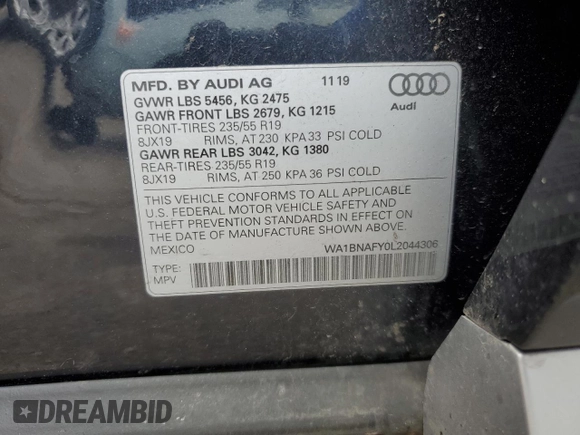 MFD. BY AUDI AG 11 19
GVWR LBS 5456, KG 2475
GAWR FRONT LBS 2679, KG 1215
FRONT-TIRES 235/55 R19
8JX19 RIMS, AT 230 KPA 33 PSI COLD
GAWR REAR LBS 3042, KG 1380
REAR-TIRES 235/55 R19
8JX19 RIMS, AT 250 KPA 36 PSI COLD
Audi
THIS VEHICLE CONFORMS TO ALL APPLICABLE
U.S. FEDERAL MOTOR VEHICLE SAFETY AND
THEFT PREVENTION STANDARDS IN EFFECT ON
THE DATE OF MANUFACTURE SHOWN ABOVE.
MEXICO WA1BNAFY0L2044306
TYPE:
MPV
DREAMBID